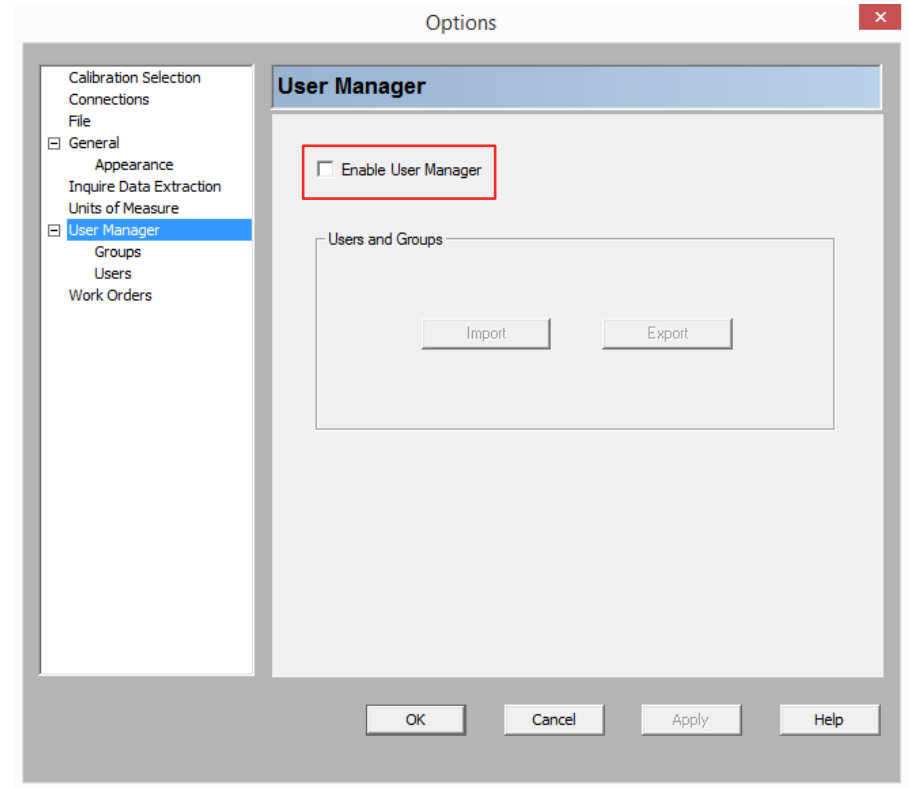 Options
Calibration Selection
Connections
File
General
Appearance
Inquire Data Extraction
Units of Measure
User Manager
Groups
Users
Work Orders
User Manager
Enable User Manager
Users and Groups
Import Export
OK Cancel Apply Help